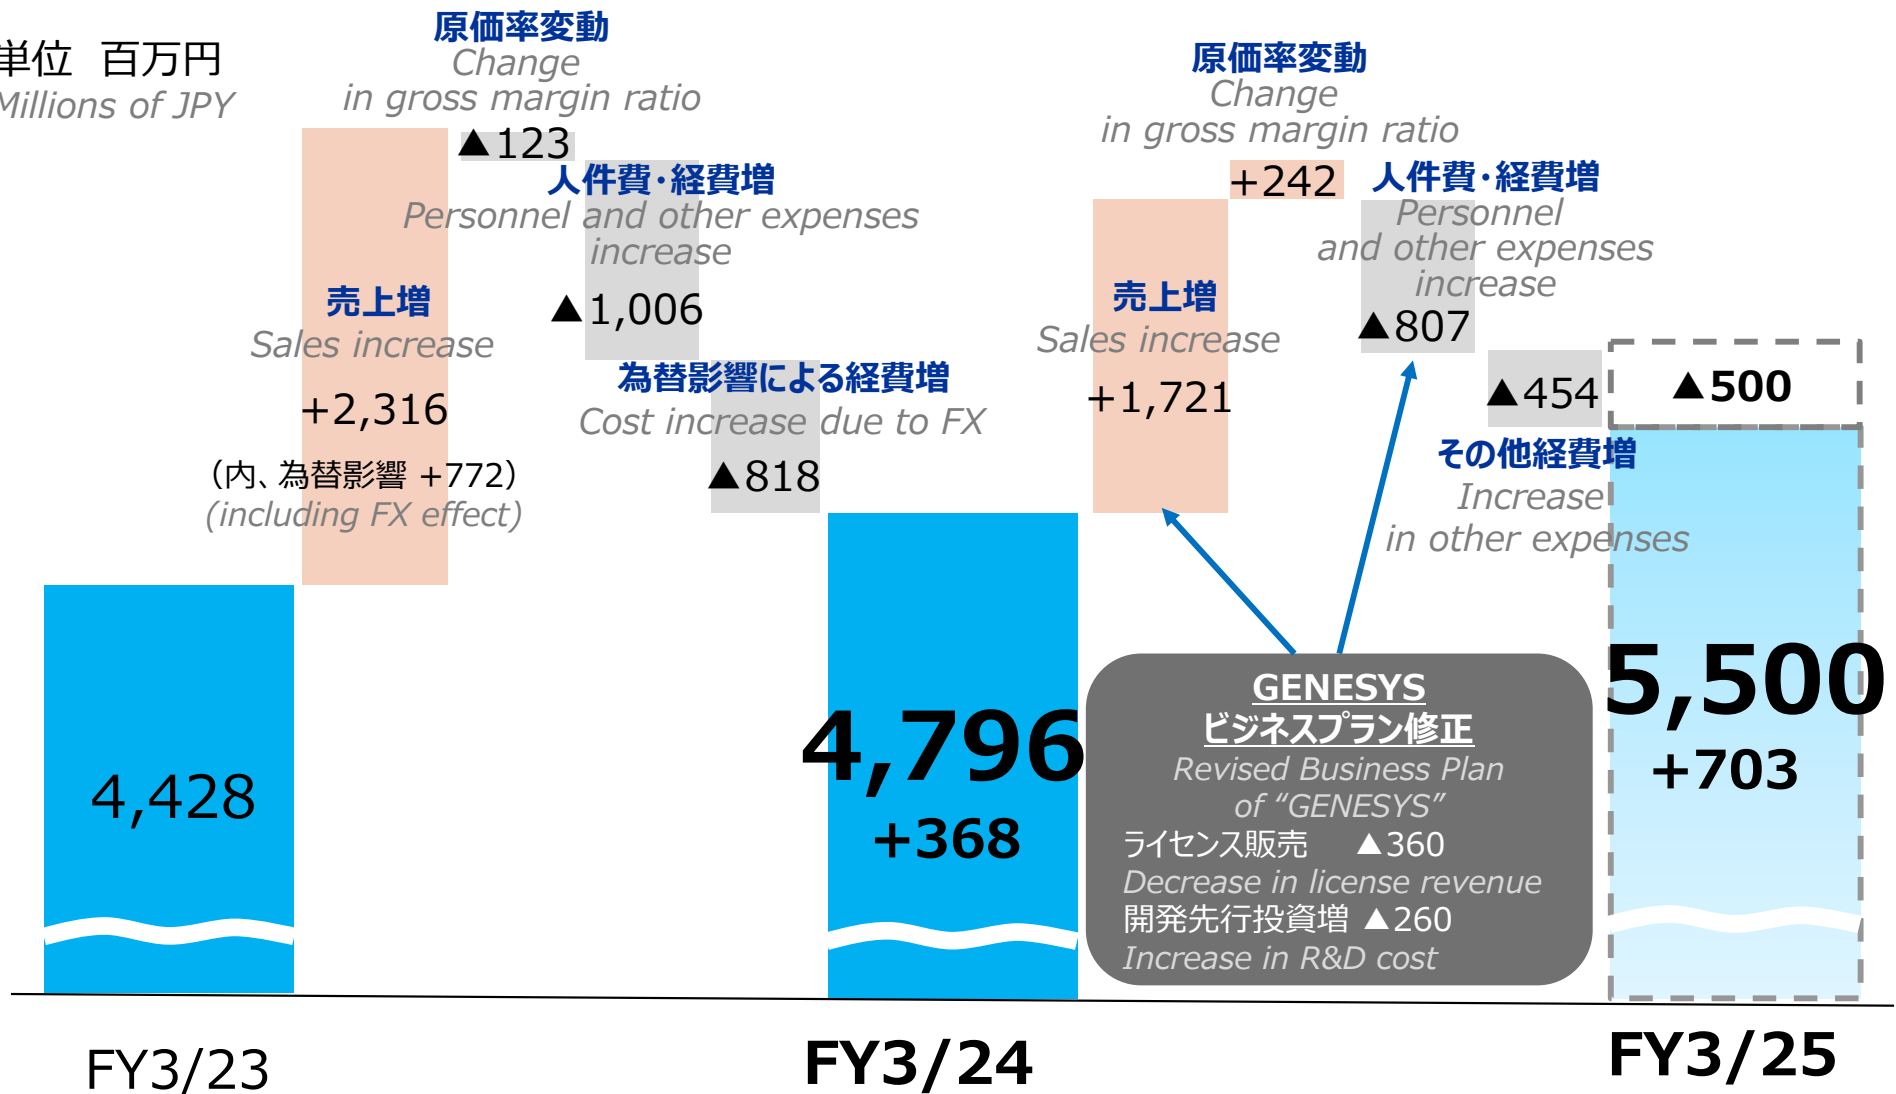 単位 百万円
Millions of JPY
原価率変動
Change
in gross margin ratio
▲123
人件費・経費増
Personnel and other expenses
increase
▲1,006
売上増
Sales increase
+2,316
（内、為替影響 +772）
(including FX effect)
為替影響による経費増
Cost increase due to FX
▲818
原価率変動
Change
in gross margin ratio
+242
人件費・経費増
Personnel
and other expenses
increase
▲807
売上増
Sales increase
+1,721
▲454
その他経費増
Increase
in other expenses
▲500
4,428
4,796
+368
GENESYS
ビジネスプラン修正
Revised Business Plan
of “GENESYS”
ライセンス販売 ▲360
Decrease in license revenue
開発先行投資増 ▲260
Increase in R&D cost
5,500
+703
FY3/23
FY3/24
FY3/25